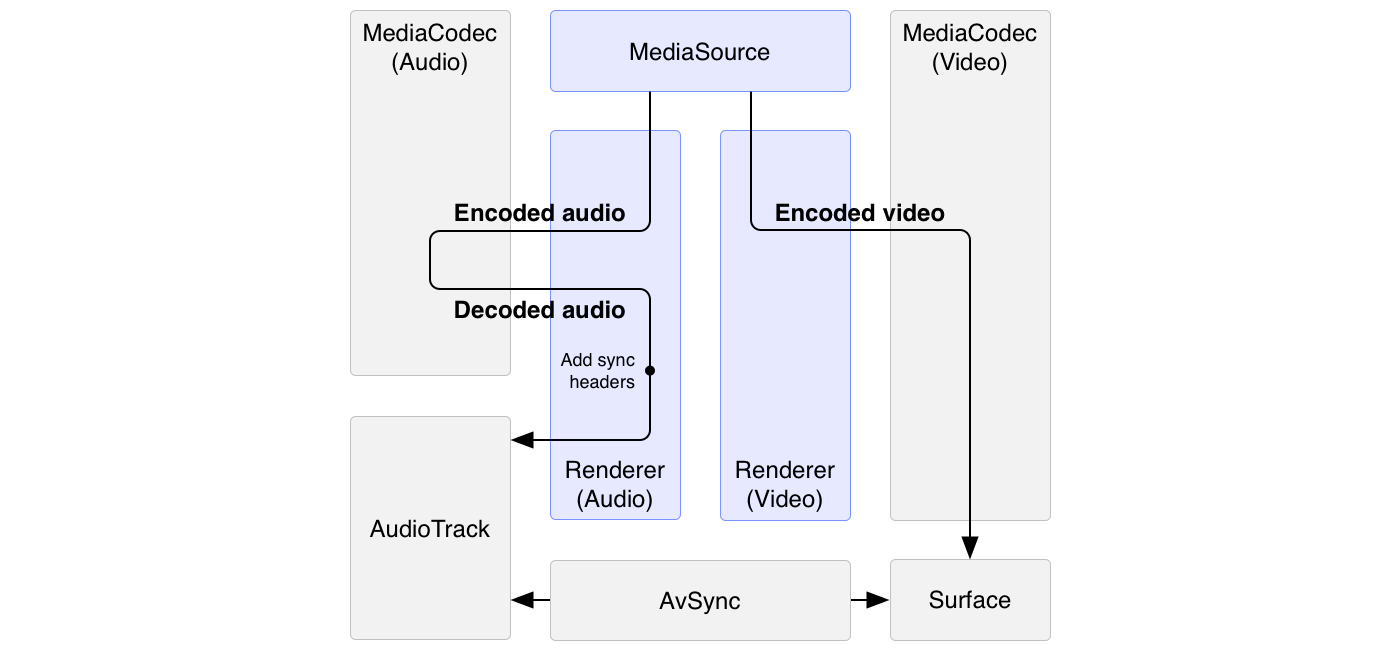 MediaCodec
(Audio)
MediaSource
MediaCodec
(Video)
Encoded audio
Encoded video
Decoded audio
Add sync
headers
Renderer
(Audio)
Renderer
(Video)
AudioTrack
AvSync
Surface